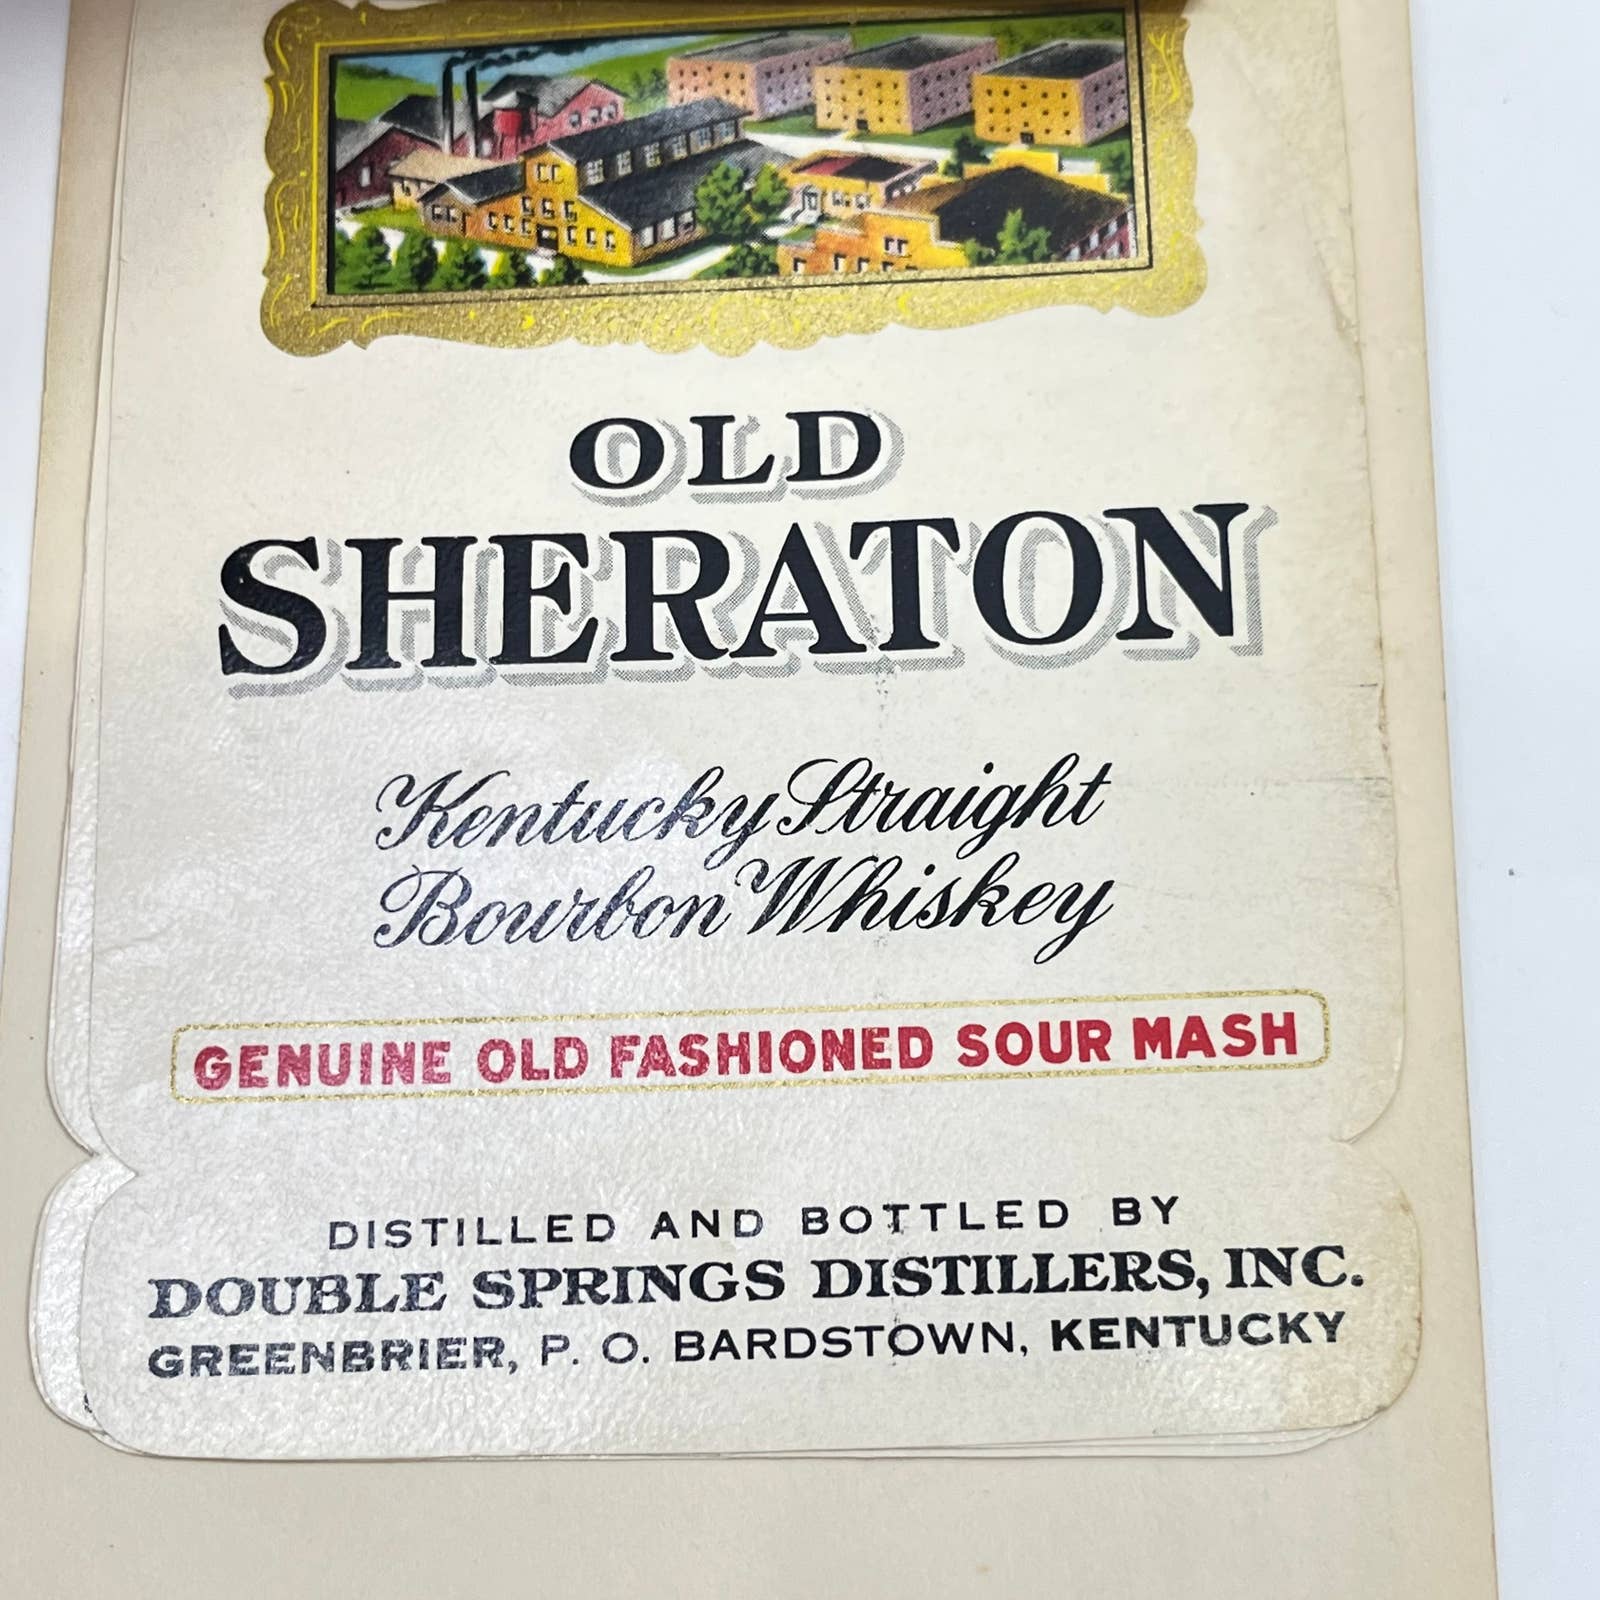 OLD
SHERATON
Kentucky Straight
Bourbon Whiskey
GENUINE OLD FASHIONED SOUR MASH
DISTILLED AND BOTTLED BY
DOUBLE SPRINGS DISTILLERS, INC.
GREENBRIER, P. O. BARDSTOWN, KENTUCKY